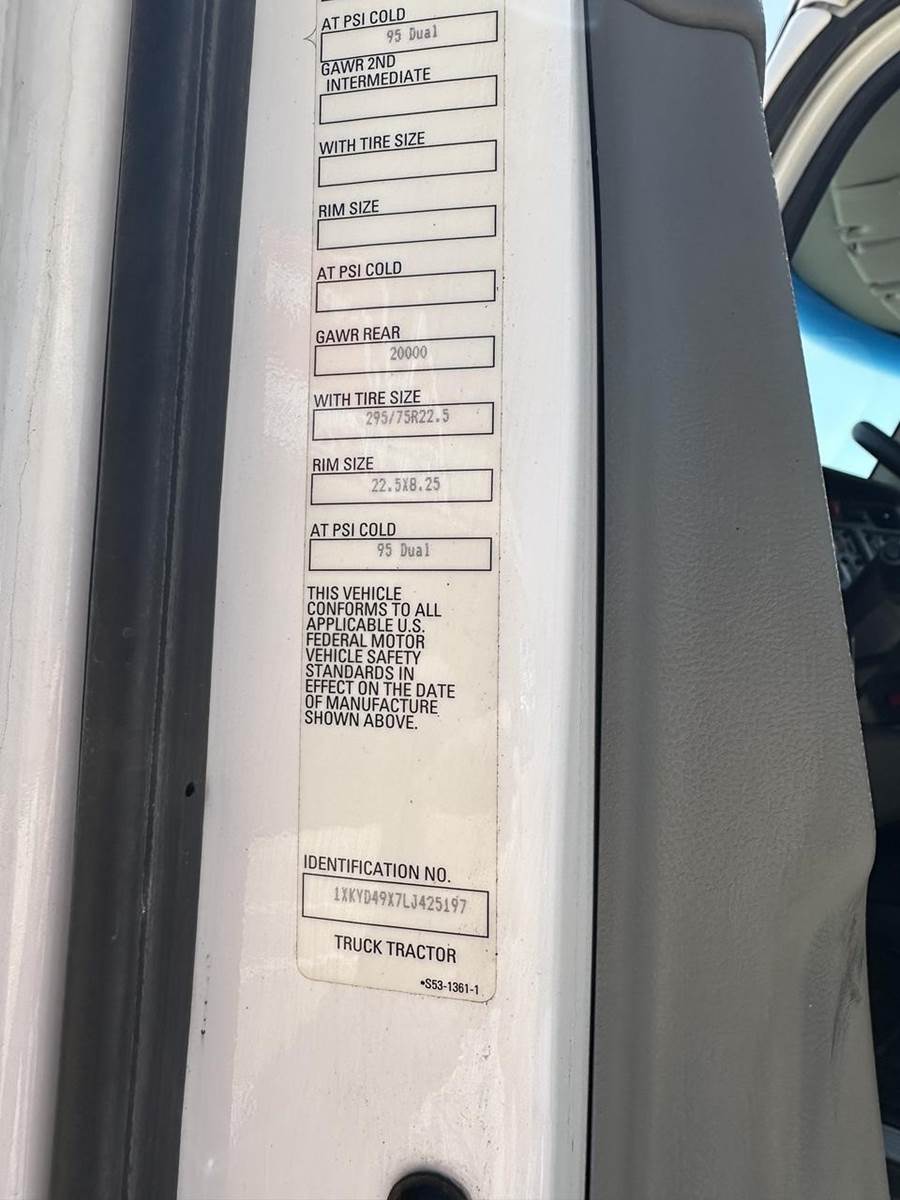 AT PSI COLD
95 Dual
GAWR 2ND
INTERMEDIATE
WITH TIRE SIZE
RIM SIZE
AT PSI COLD
GAWR REAR
20000
WITH TIRE SIZE
295/75R22.5
RIM SIZE
22.5X8.25
AT PSI COLD
95 Dual
THIS VEHICLE
CONFORMS TO ALL
APPLICABLE U.S.
FEDERAL MOTOR
VEHICLE SAFETY
STANDARDS IN
EFFECT ON THE DATE
OF MANUFACTURE
SHOWN ABOVE.
IDENTIFICATION NO.
1XKYD49X7LJ425197
TRUCK TRACTOR
•S53-1361-1